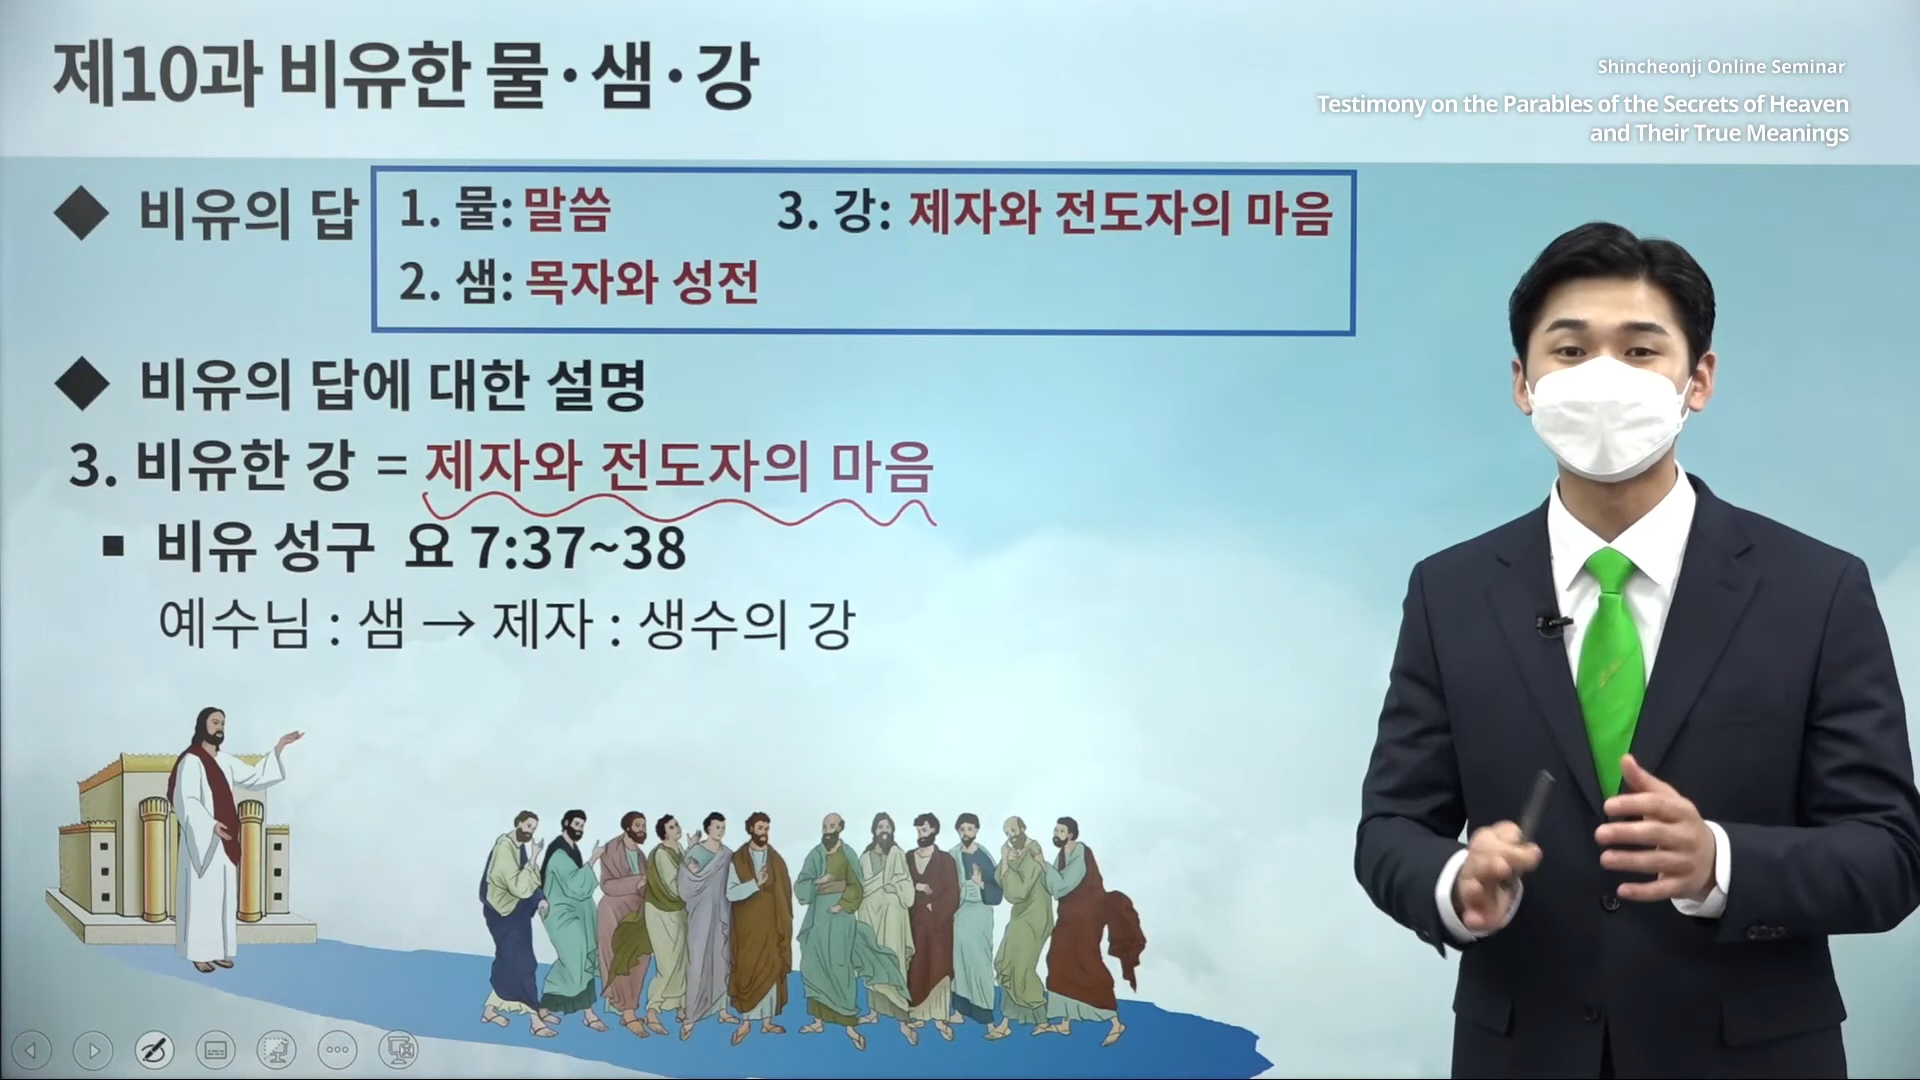 제10과 비유한 물·샘·강
Shincheonji Online Seminar
Testimony on the Parables of the Secrets of Heaven
and Their True Meanings
◆ 비유의 답
1. 물: 말씀
3. 강: 제자와 전도자의 마음
2. 샘: 목자와 성전
◆ 비유의 답에 대한 설명
3. 비유한 강 = 제자와 전도자의 마음
▪ 비유 성구 요 7:37~38
예수님 : 샘 → 제자 : 생수의 강